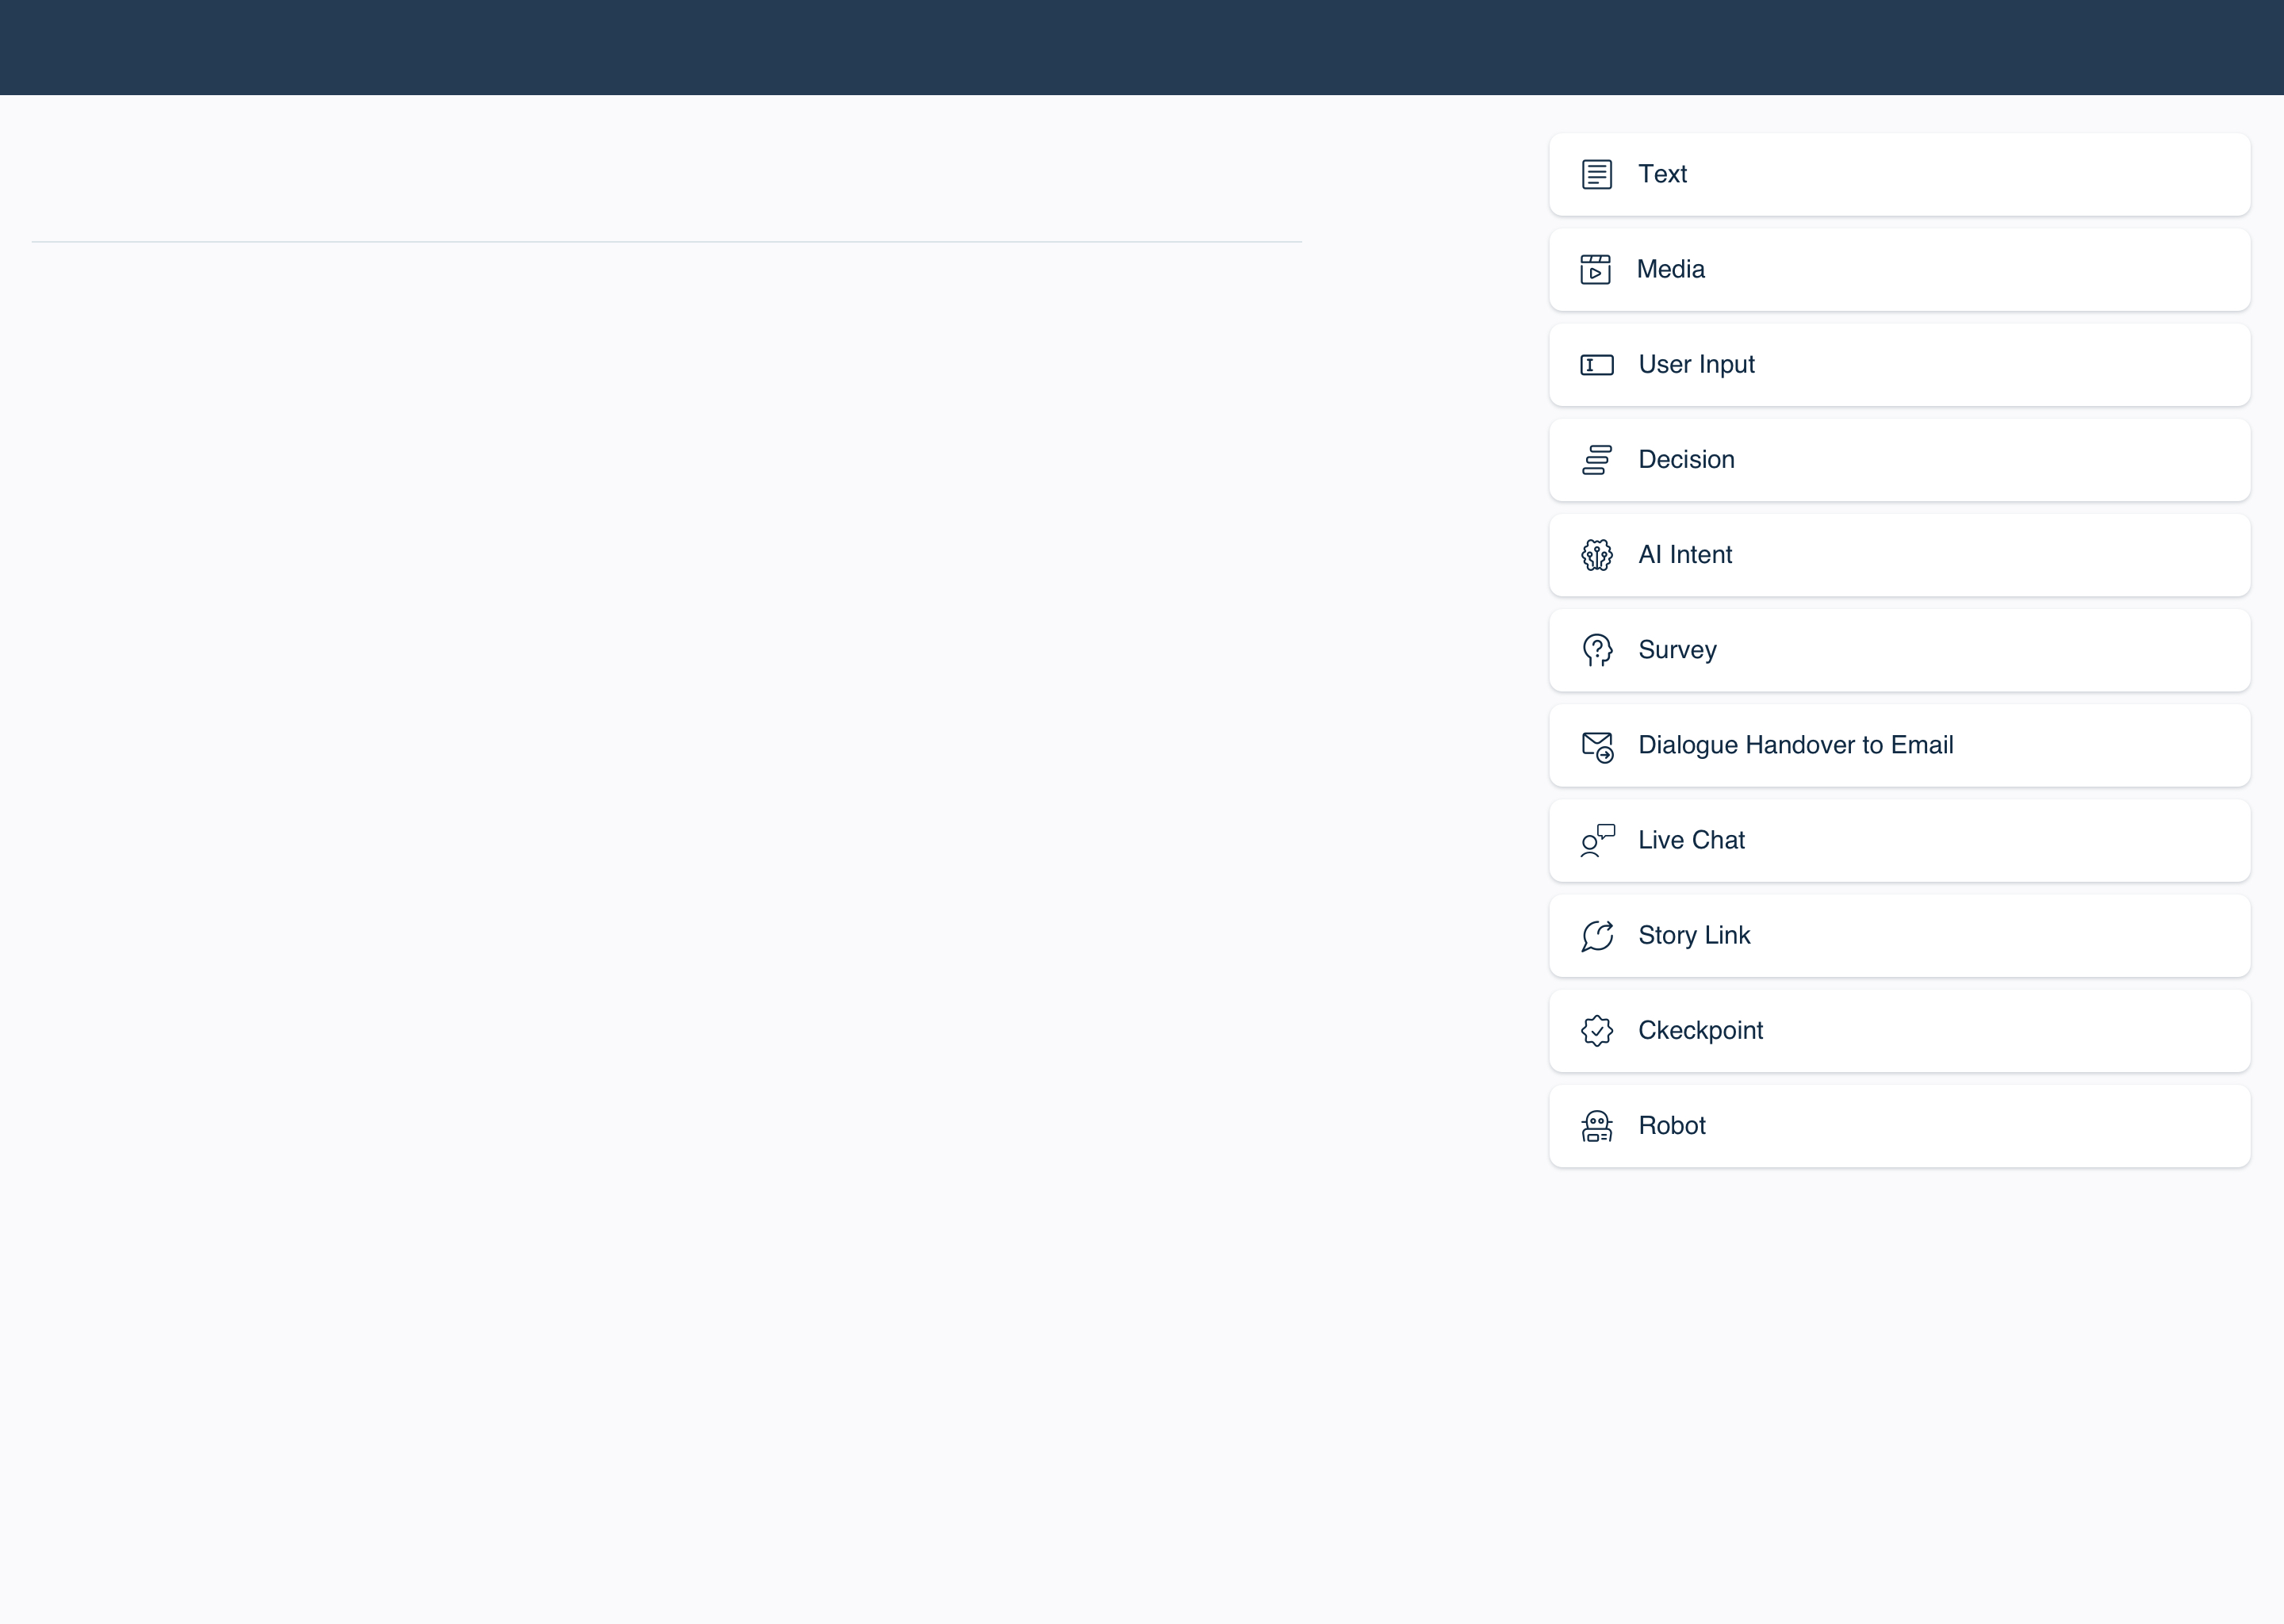 Text
Media
User Input
Decision
AI Intent
Survey
Dialogue Handover to Email
Live Chat
Story Link
Ckeckpoint
Robot